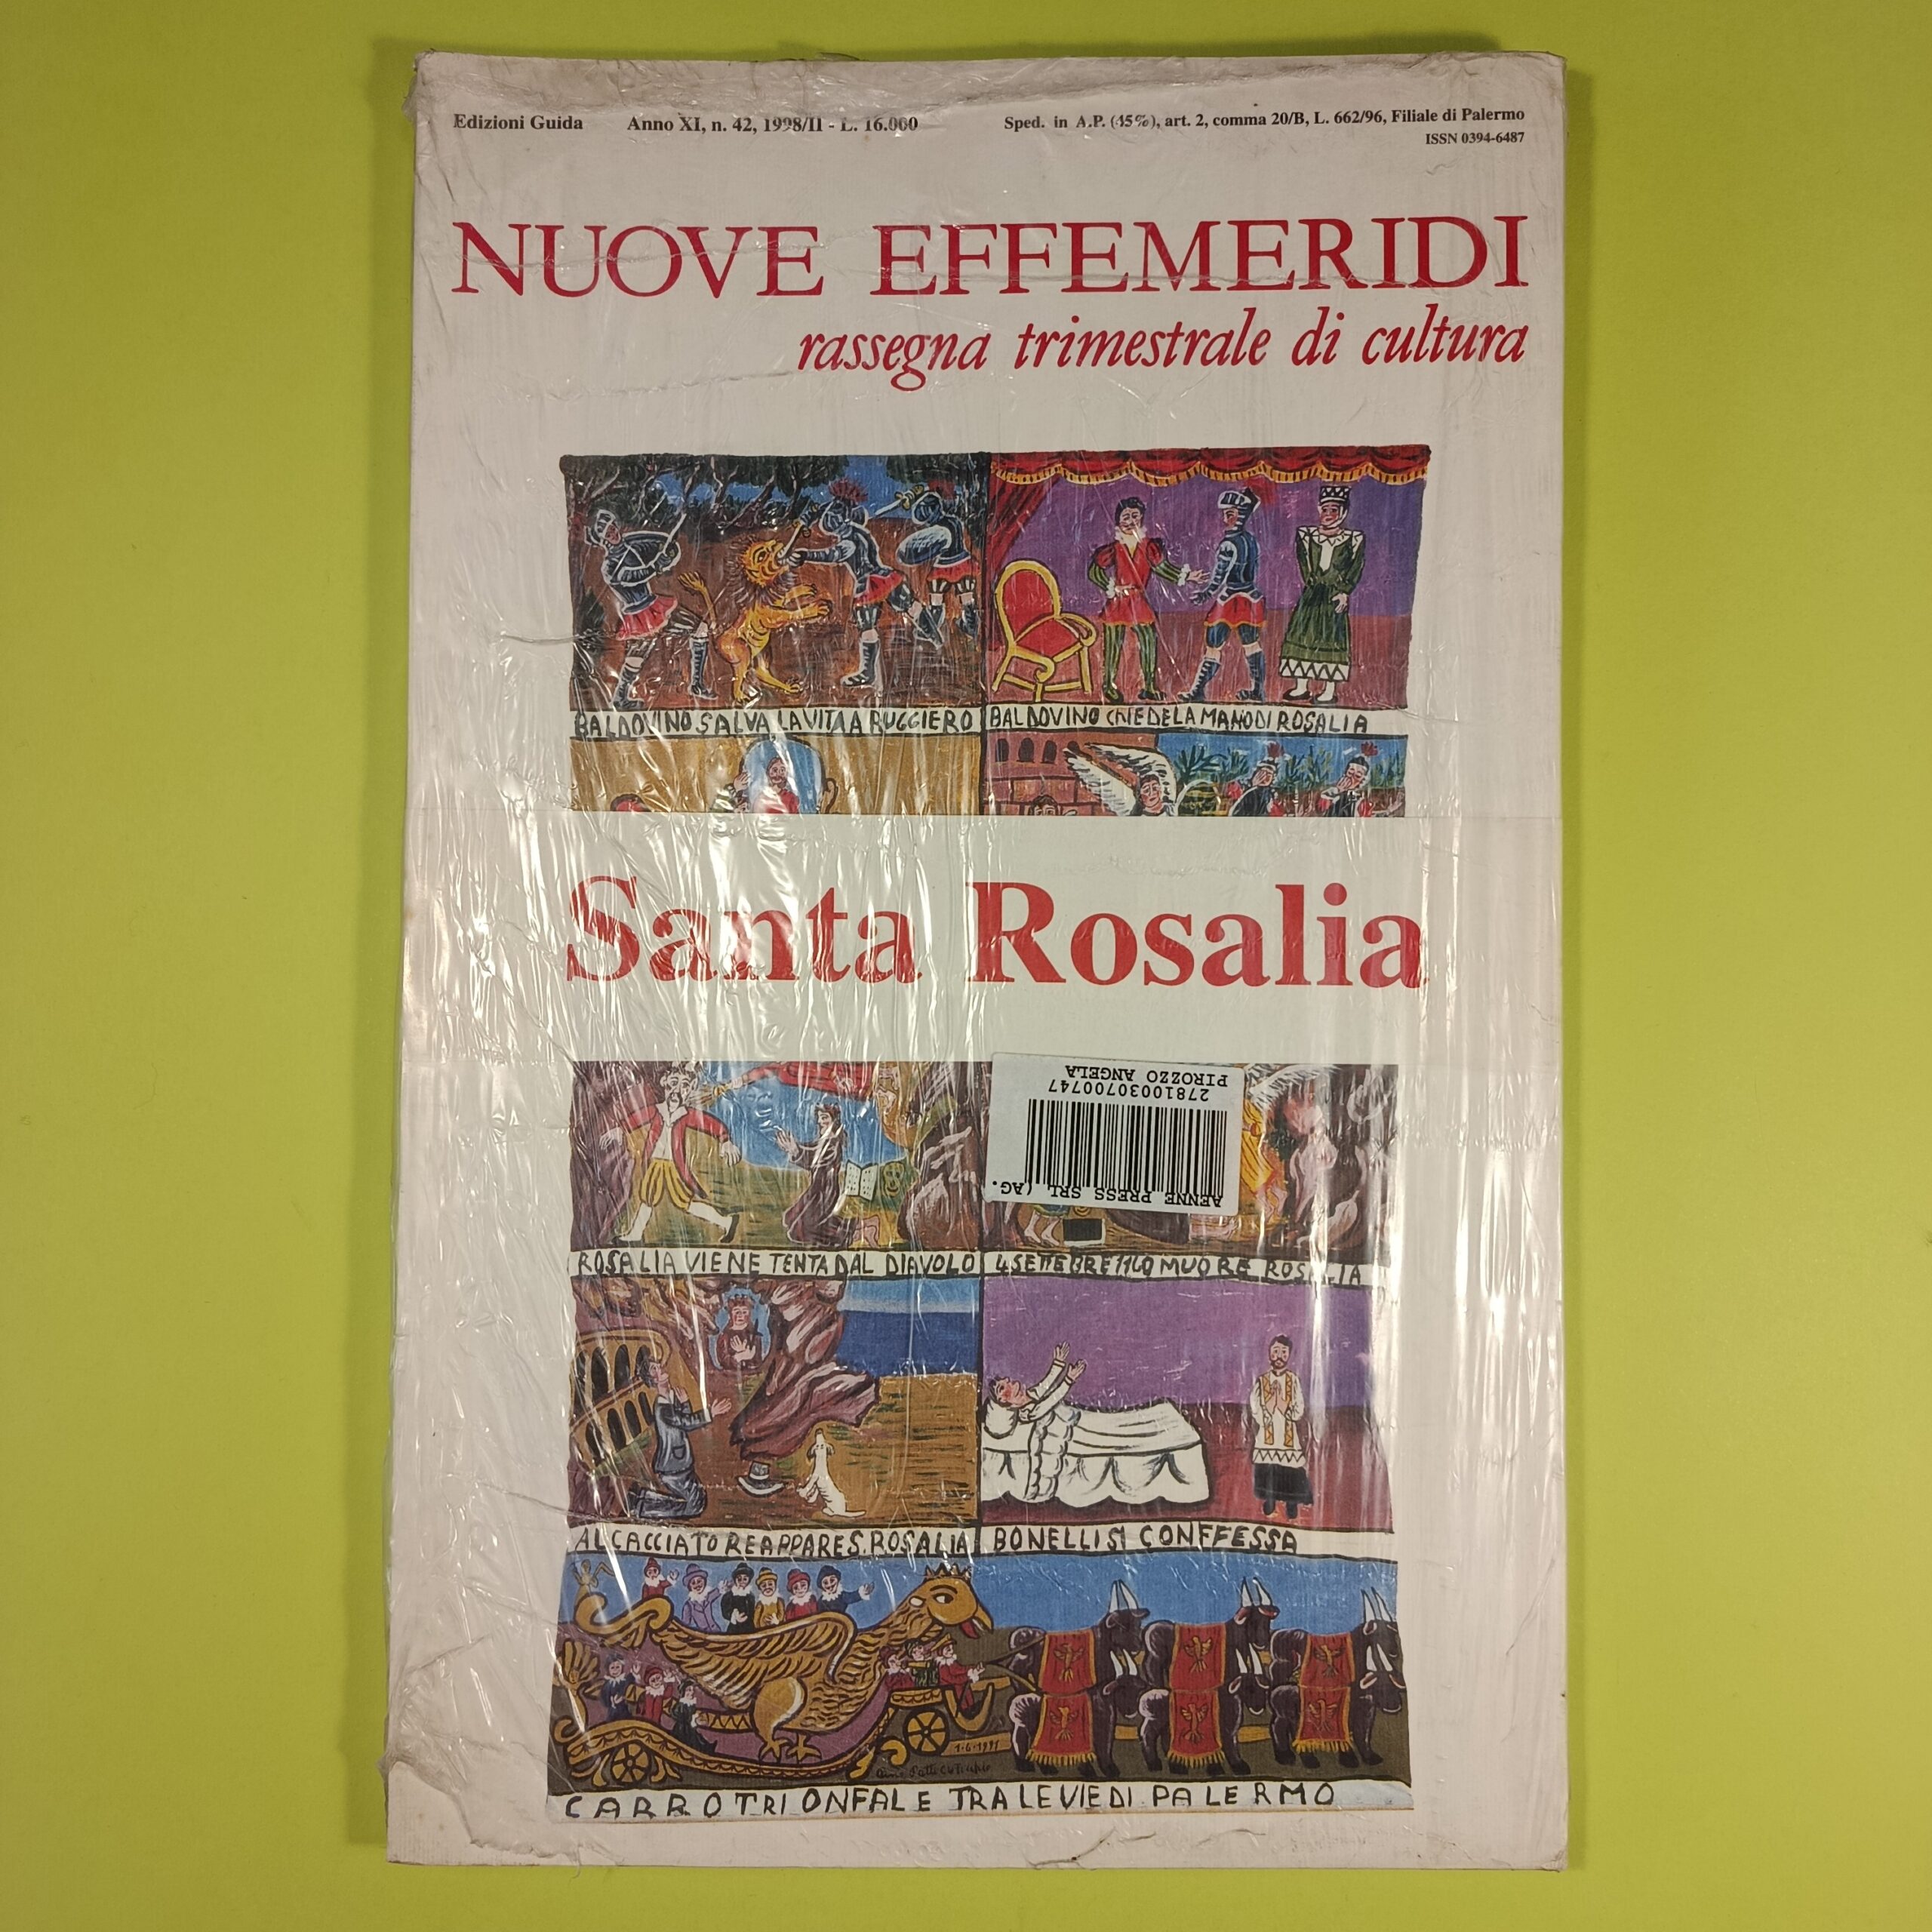 Edizioni Guida Anno XI, n. 42, 1998/II - L. 16.000 Sped. in A.P. (45%), art. 2, comma 20/B, L. 662/96, Filiale di Palermo
ISSN 0394-6487
NUOVE EFFEMERIDI
rassegna trimestrale di cultura
BALDOVINO SALVA LA VITA A RUGGIERO
BALDOVINO CHIEDE LA MANO DI ROSALIA
Santa Rosalia
AENNE PRESS SRL (AG.
2781003070074​7
PIROZZO ANGELA
ROSALIA VIENE TENTA DAL DIAVOLO
MUORE ROSALIA
AL CACCIATORE APPARE S. ROSALIA
BONELLI SI CONFFESSA
1-6-1991
CARRO TRIONFALE TRA LE VIE DI PALERMO